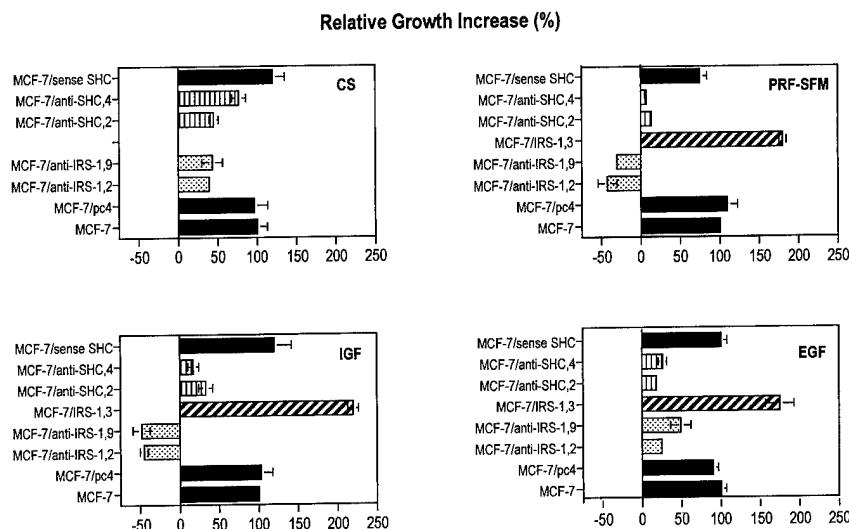 Relative Growth Increase (%)
MCF-7/sense SHC
MCF-7/anti-SHC,4
MCF-7/anti-SHC,2
MCF-7/anti-IRS-1,9
MCF-7/anti-IRS-1,2
MCF-7/pc4
MCF-7
CS
-50 0 50 100 150 200 250
MCF-7/sense SHC
MCF-7/anti-SHC,4
MCF-7/anti-SHC,2
MCF-7/IRS-1,3
MCF-7/anti-IRS-1,9
MCF-7/anti-IRS-1,2
MCF-7/pc4
MCF-7
PRF-SFM
-50 0 50 100 150 200 250
MCF-7/sense SHC
MCF-7/anti-SHC,4
MCF-7/anti-SHC,2
MCF-7/IRS-1,3
MCF-7/anti-IRS-1,9
MCF-7/anti-IRS-1,2
MCF-7/pc4
MCF-7
IGF
-50 0 50 100 150 200 250
MCF-7/sense SHC
MCF-7/anti-SHC,4
MCF-7/anti-SHC,2
MCF-7/IRS-1,3
MCF-7/anti-IRS-1,9
MCF-7/anti-IRS-1,2
MCF-7/pc4
MCF-7
EGF
-50 0 50 100 150 200 250